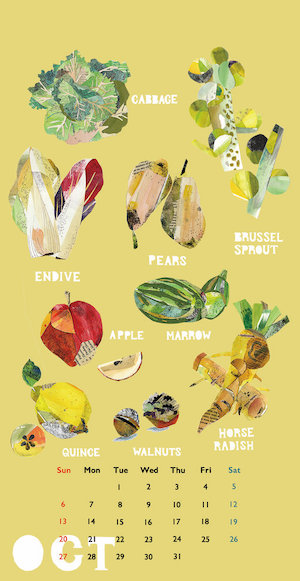 CABBAGE
BRUSSEL
SPROUT
PEARS
ENDIVE
APPLE
MARROW
HORSE
RADISH
QUINCE
WALNUTS
Sun Mon Tue Wed Thu Fri Sat
1 2 3 4 5
6 7 8 9 10 11 12
13 14 15 16 17 18 19
20 21 22 23 24 25 26
27 28 29 30 31
OCT